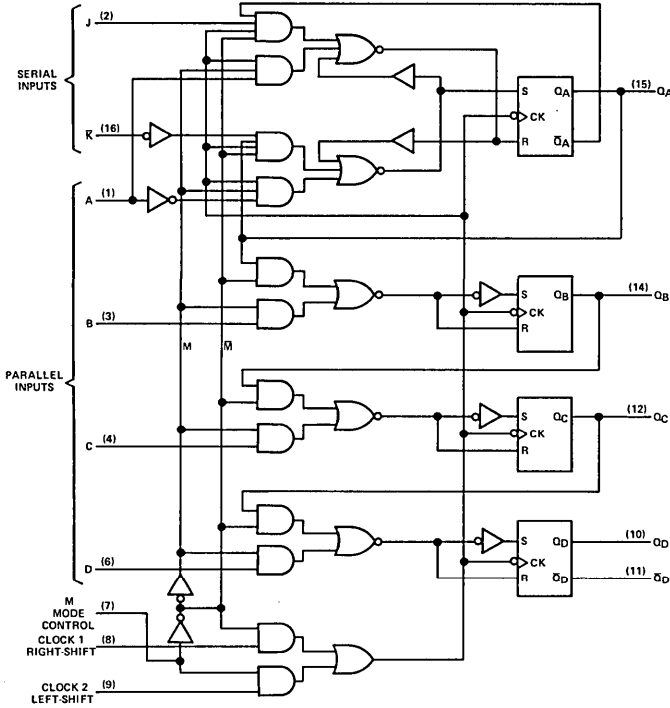 J (2)
SERIAL
INPUTS
K̅ (16)
A (1)
S QA (15) QA
CK
R Q̅A
B (3)
M M̅
S QB (14) QB
CK
R
PARALLEL
INPUTS
C (4)
S QC (12) QC
CK
R
D (6)
S QD (10) QD
CK
R Q̅D (11) Q̅D
M
MODE
CONTROL (7)
CLOCK 1
RIGHT-SHIFT (8)
CLOCK 2
LEFT-SHIFT (9)